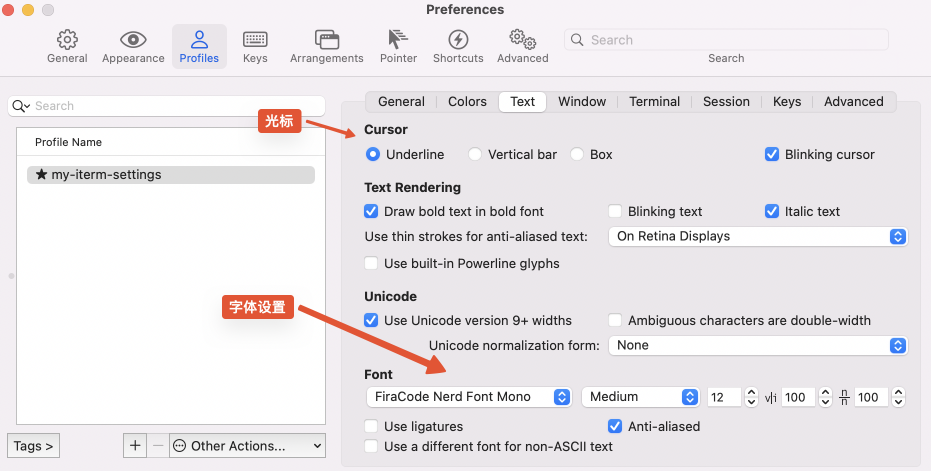 Preferences
General Appearance Profiles Keys Arrangements Pointer Shortcuts Advanced Search
Search
Search
General Colors Text Window Terminal Session Keys Advanced
光标
Cursor
Profile Name
Underline Vertical bar Box Blinking cursor
★ my-iterm-settings
Text Rendering
Draw bold text in bold font Blinking text Italic text
Use thin strokes for anti-aliased text: On Retina Displays
Use built-in Powerline glyphs
Unicode
字体设置
Use Unicode version 9+ widths Ambiguous characters are double-width
Unicode normalization form: None
Font
FiraCode Nerd Font Mono Medium 12 v|i 100 n/n 100
Use ligatures Anti-aliased
Tags > + − Other Actions... Use a different font for non-ASCII text